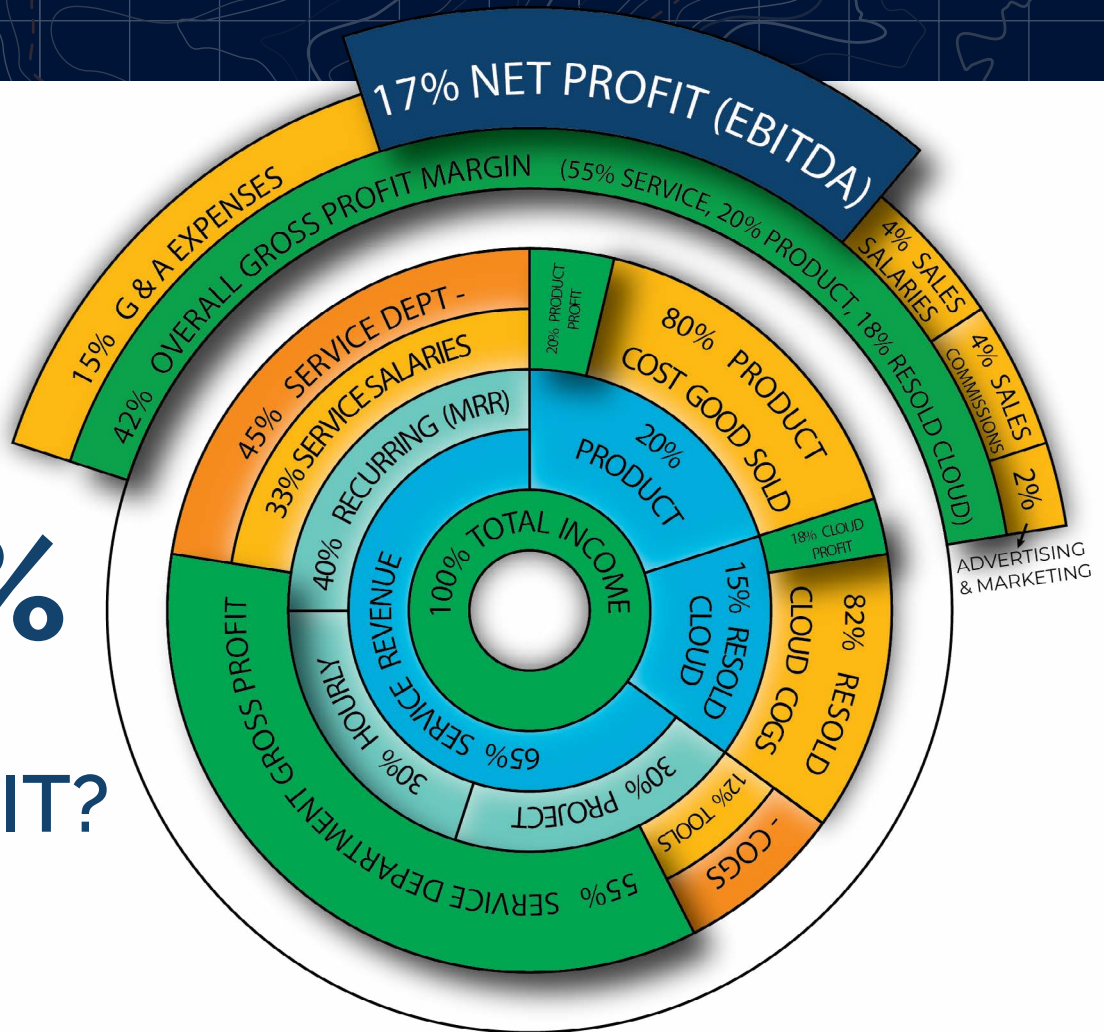 17% NET PROFIT (EBITDA)
15% G & A EXPENSES
42% OVERALL GROSS PROFIT MARGIN (55% SERVICE, 20% PRODUCT, 18% RESOLD CLOUD)
4% SALES
SALARIES
4% SALES
COMMISSIONS
2%
ADVERTISING
& MARKETING
45% SERVICE DEPT -
33% SERVICE SALARIES
40% RECURRING (MRR)
20% PRODUCT
PROFIT
80% PRODUCT
COST GOOD SOLD
20%
PRODUCT
100% TOTAL INCOME
18% CLOUD
PROFIT
15% RESOLD
CLOUD
82% RESOLD
CLOUD COGS
65% SERVICE REVENUE
30% HOURLY
30% PROJECT
12% TOOLS
- COGS
55% SERVICE DEPARTMENT GROSS PROFIT
%
IT?